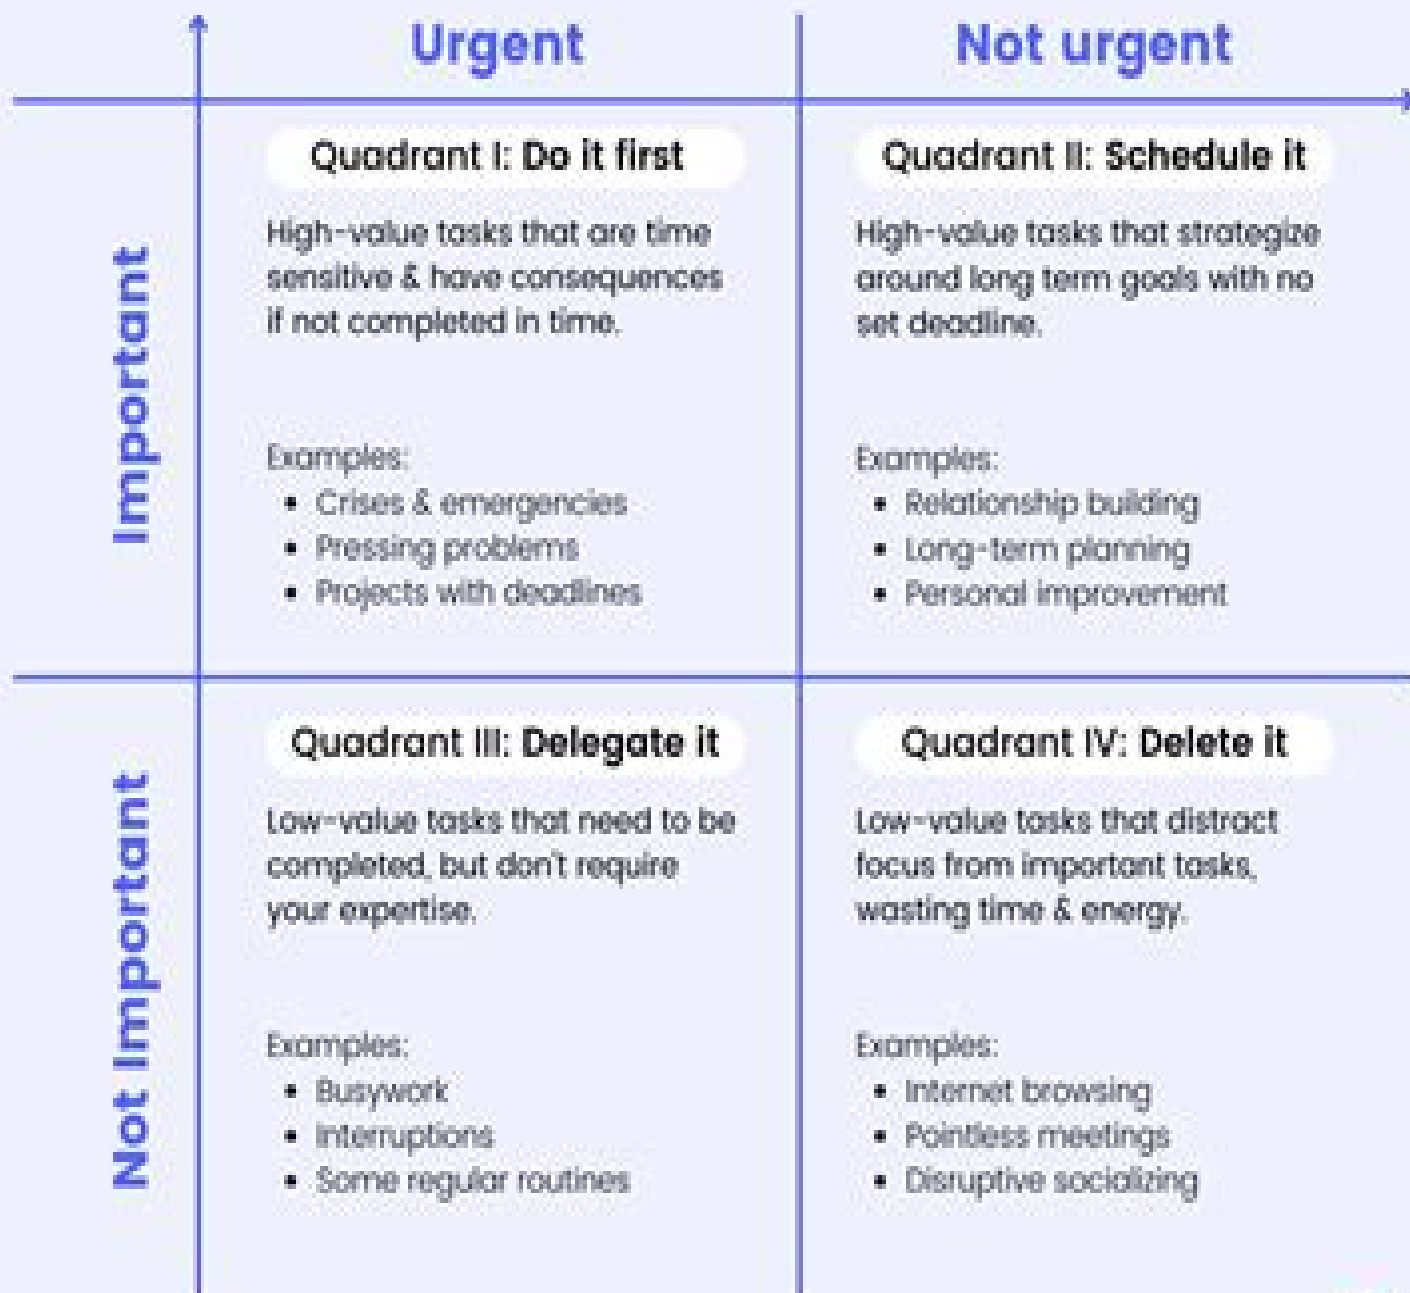 Urgent
Not urgent
Important
Quadrant I: Do it first
High-value tasks that are time
sensitive & have consequences
if not completed in time.
Examples:
• Crises & emergencies
• Pressing problems
• Projects with deadlines
Quadrant II: Schedule it
High-value tasks that strategize
around long term goals with no
set deadline.
Examples:
• Relationship building
• Long-term planning
• Personal improvement
Not Important
Quadrant III: Delegate it
Low-value tasks that need to be
completed, but don't require
your expertise.
Examples:
• Busywork
• Interruptions
• Some regular routines
Quadrant IV: Delete it
Low-value tasks that distract
focus from important tasks,
wasting time & energy.
Examples:
• Internet browsing
• Pointless meetings
• Disruptive socializing